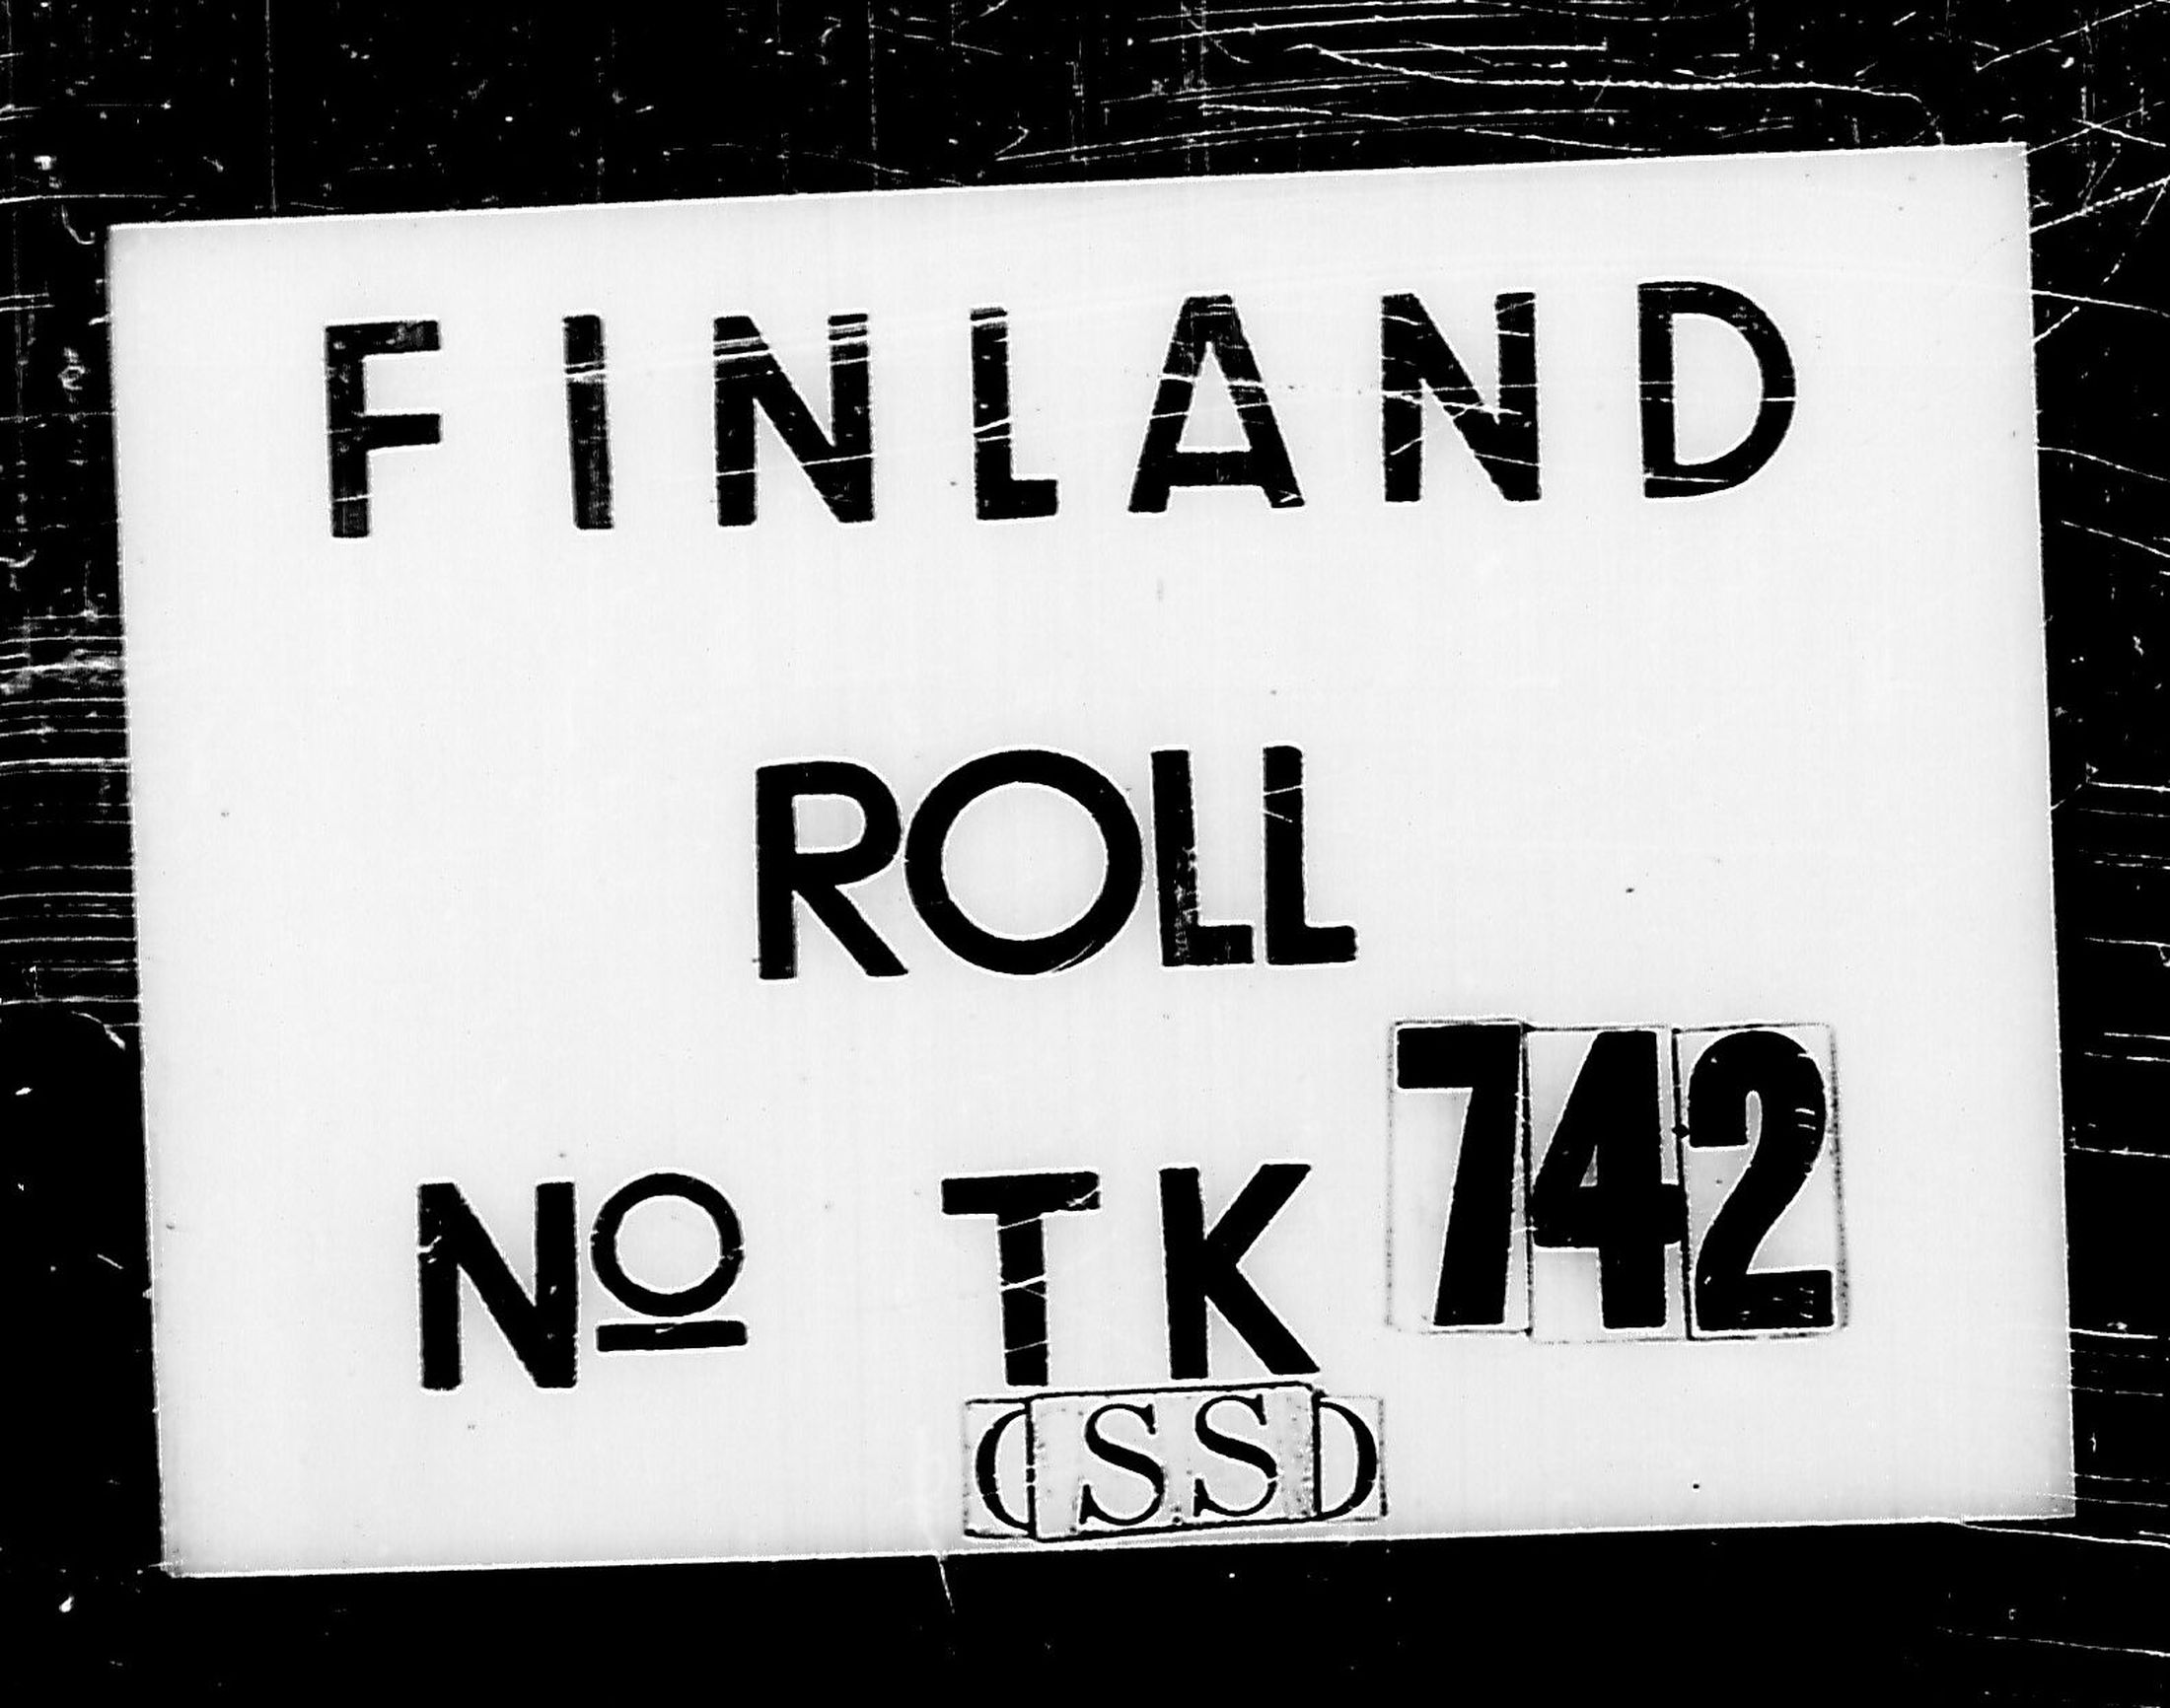 FINLAND
ROLL
Nº TK 742
(SS)